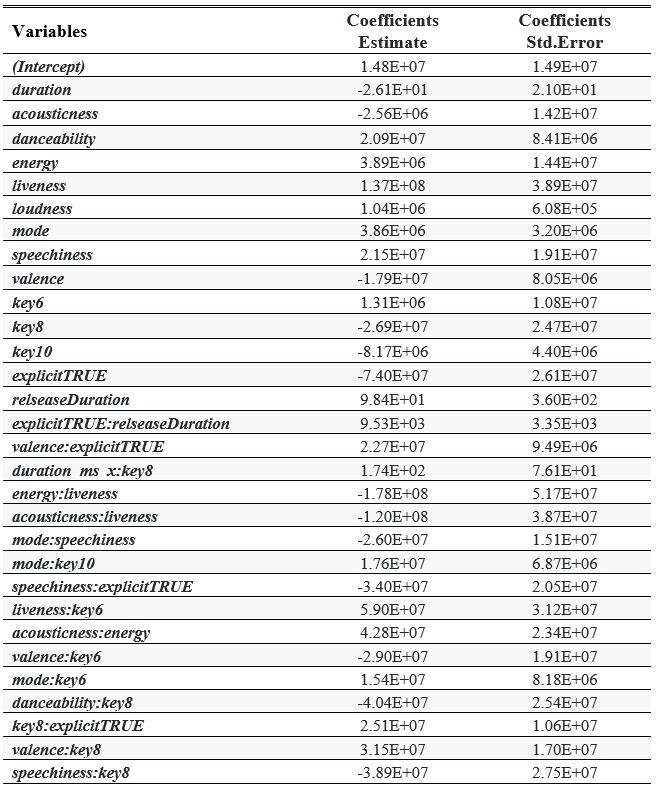 Variables Coefficients Estimate Coefficients Std.Error
(Intercept) 1.48E+07 1.49E+07
duration -2.61E+01 2.10E+01
acousticness -2.56E+06 1.42E+07
danceability 2.09E+07 8.41E+06
energy 3.89E+06 1.44E+07
liveness 1.37E+08 3.89E+07
loudness 1.04E+06 6.08E+05
mode 3.86E+06 3.20E+06
speechiness 2.15E+07 1.91E+07
valence -1.79E+07 8.05E+06
key6 1.31E+06 1.08E+07
key8 -2.69E+07 2.47E+07
key10 -8.17E+06 4.40E+06
explicitTRUE -7.40E+07 2.61E+07
relseaseDuration 9.84E+01 3.60E+02
explicitTRUE:relseaseDuration 9.53E+03 3.35E+03
valence:explicitTRUE 2.27E+07 9.49E+06
duration_ms_x:key8 1.74E+02 7.61E+01
energy:liveness -1.78E+08 5.17E+07
acousticness:liveness -1.20E+08 3.87E+07
mode:speechiness -2.60E+07 1.51E+07
mode:key10 1.76E+07 6.87E+06
speechiness:explicitTRUE -3.40E+07 2.05E+07
liveness:key6 5.90E+07 3.12E+07
acousticness:energy 4.28E+07 2.34E+07
valence:key6 -2.90E+07 1.91E+07
mode:key6 1.54E+07 8.18E+06
danceability:key8 -4.04E+07 2.54E+07
key8:explicitTRUE 2.51E+07 1.06E+07
valence:key8 3.15E+07 1.70E+07
speechiness:key8 -3.89E+07 2.75E+07